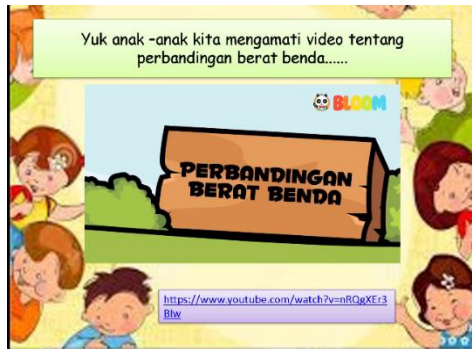 Yuk anak –anak kita mengamati video tentang
perbandingan berat benda......
BLOOM
PERBANDINGAN
BERAT BENDA
https://www.youtube.com/watch?v=nRQgXEr3
BIw